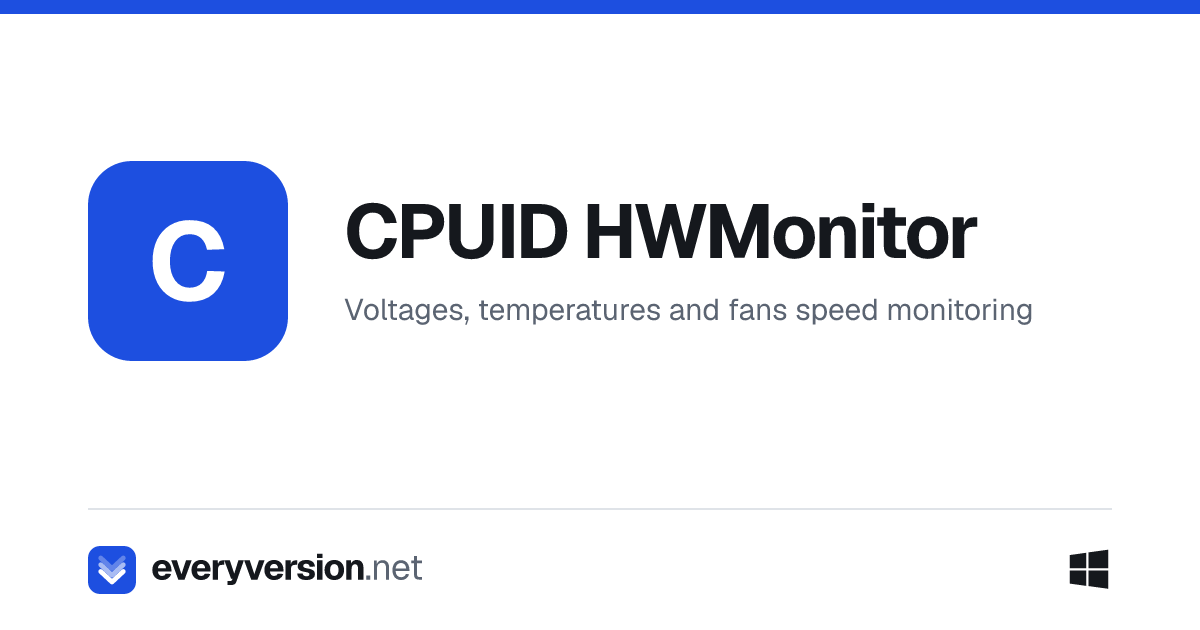 C
CPUID HWMonitor
Voltages, temperatures and fans speed monitoring
everyversion.net